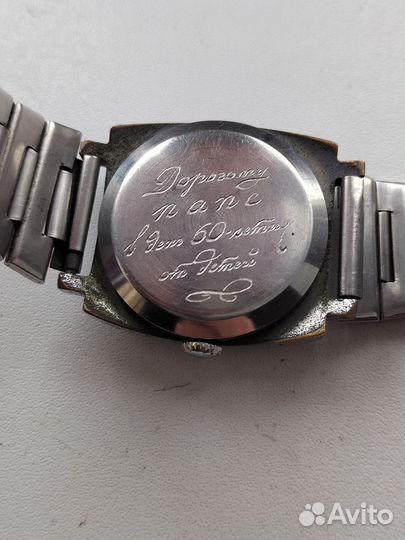 Дорогому
папе
в день 60-летия
от детей
Avito